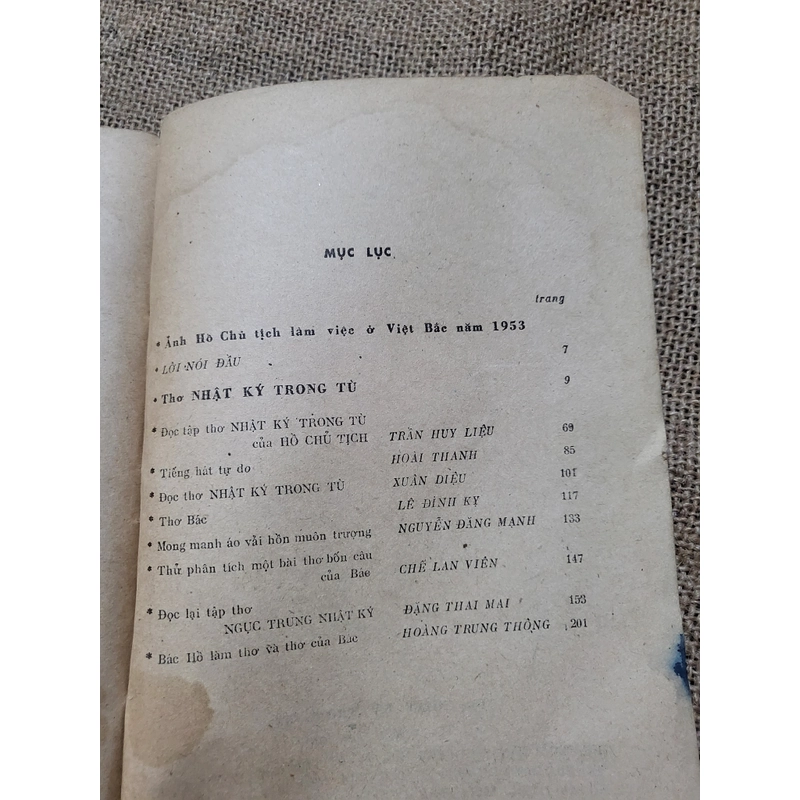 MỤC LỤC
trang
* Ảnh Hồ Chủ tịch làm việc ở Việt Bắc năm 1953
* LỜI NÓI ĐẦU 7
* Thơ NHẬT KÝ TRONG TÙ 9
* Đọc tập thơ NHẬT KÝ TRONG TÙ
của HỒ CHỦ TỊCH TRẦN HUY LIỆU 69
* Tiếng hát tự do HOÀI THANH 85
* Đọc thơ NHẬT KÝ TRONG TÙ XUÂN DIỆU 101
* Thơ Bác LÊ ĐÌNH KỴ 117
* Mong manh áo vải hồn muôn trượng NGUYỄN ĐĂNG MẠNH 133
* Thử phân tích một bài thơ bốn câu
của Bác CHẾ LAN VIÊN 147
* Đọc lại tập thơ
NGỤC TRUNG NHẬT KÝ ĐẶNG THAI MAI 153
* Bác Hồ làm thơ và thơ của Bác HOÀNG TRUNG THÔNG 201